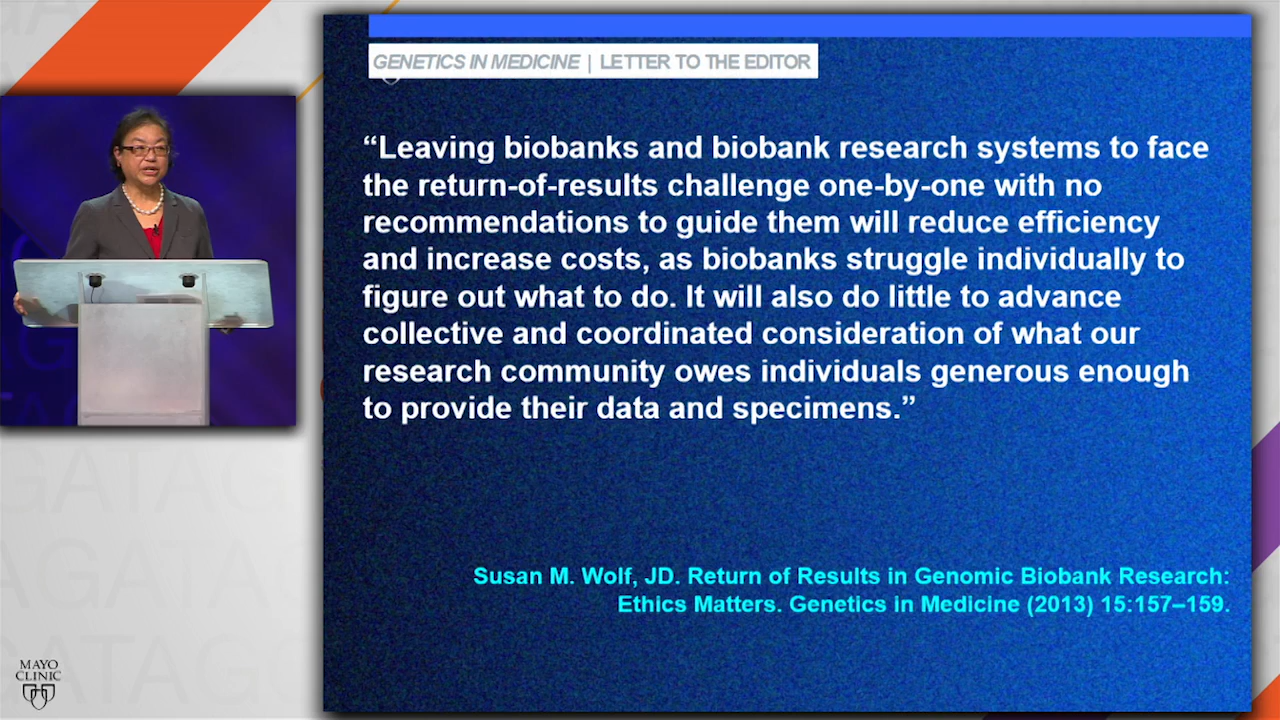 GENETICS IN MEDICINE | LETTER TO THE EDITOR
“Leaving biobanks and biobank research systems to face
the return-of-results challenge one-by-one with no
recommendations to guide them will reduce efficiency
and increase costs, as biobanks struggle individually to
figure out what to do. It will also do little to advance
collective and coordinated consideration of what our
research community owes individuals generous enough
to provide their data and specimens.”
Susan M. Wolf, JD. Return of Results in Genomic Biobank Research:
Ethics Matters. Genetics in Medicine (2013) 15:157–159.
MAYO
CLINIC